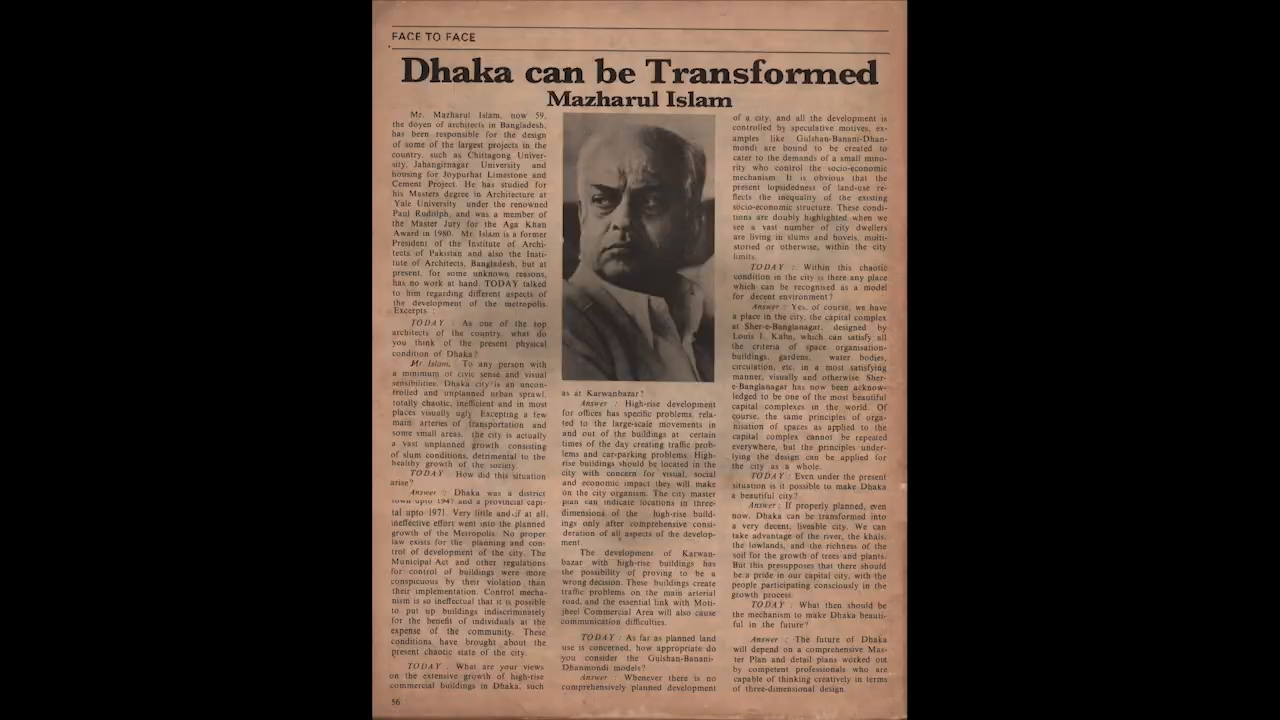 FACE TO FACE
Dhaka can be Transformed
Mazharul Islam
Mr. Mazharul Islam, now 59,
the doyen of architects in Bangladesh,
has been responsible for the design
of some of the largest projects in the
country, such as Chittagong Univer-
sity, Jahangirnagar University and
housing for Joypurhat Limestone and
Cement Project. He has studied for
his Masters degree in Architecture at
Yale University under the renowned
Paul Rudolph, and was a member of
the Master Jury for the Aga Khan
Award in 1980. Mr. Islam is a former
President of the Institute of Archi-
tects of Pakistan and also the Insti-
tute of Architects, Bangladesh, but at
present, for some unknown reasons,
has no work at hand. TODAY talked
to him regarding different aspects of
the development of the metropolis.
Excerpts :
TODAY : As one of the top
architects of the country, what do
you think of the present physical
condition of Dhaka?
Mr. Islam. To any person with
a minimum of civic sense and visual
sensibilities, Dhaka city is an uncon-
trolled and unplanned urban sprawl,
totally chaotic, inefficient and in most
places visually ugly. Excepting a few
main arteries of transportation and
some small areas, the city is actually
a vast unplanned growth consisting
of slum conditions, detrimental to the
healthy growth of the society.
TODAY How did this situation
arise?
Answer : Dhaka was a district
town upto 1947 and a provincial capi-
tal upto 1971. Very little and if at all,
ineffective effort went into the planned
growth of the Metropolis. No proper
law exists for the planning and con-
trol of development of the city. The
Municipal Act and other regulations
for control of buildings were more
conspicuous by their violation than
their implementation. Control mecha-
nism is so ineffectual that it is possible
to put up buildings indiscriminately
for the benefit of individuals at the
expense of the community. These
conditions have brought about the
present chaotic state of the city.
TODAY : What are your views
on the extensive growth of high-rise
commercial buildings in Dhaka, such
56
as at Karwanbazar?
Answer : High-rise development
for offices has specific problems, rela-
ted to the large-scale movements in
and out of the buildings at certain
times of the day creating traffic prob-
lems and car-parking problems. High-
rise buildings should be located in the
city with concern for visual, social
and economic impact they will make
on the city organism. The city master
plan can indicate locations in three-
dimensions of the high-rise build-
ings only after comprehensive consi-
deration of all aspects of the develop-
ment.
The development of Karwan-
bazar with high-rise buildings has
the possibility of proving to be a
wrong decision. These buildings create
traffic problems on the main arterial
road, and the essential link with Moti-
jheel Commercial Area will also cause
communication difficulties.
TODAY : As far as planned land
use is concerned, how appropriate do
you consider the Gulshan-Banani-
Dhanmondi models?
Answer : Whenever there is no
comprehensively planned development
of a city, and all the development is
controlled by speculative motives, ex-
amples like Gulshan-Banani-Dhan-
mondi are bound to be created to
cater to the demands of a small mino-
rity who control the socio-economic
mechanism. It is obvious that the
present lopsidedness of land-use re-
flects the inequality of the existing
socio-economic structure. These condi-
tions are doubly highlighted when we
see a vast number of city dwellers
are living in slums and hovels, multi-
storied or otherwise, within the city
limits.
TODAY : Within this chaotic
condition in the city is there any place
which can be recognised as a model
for decent environment?
Answer : Yes, of course, we have
a place in the city, the capital complex
at Sher-e-Banglanagar, designed by
Louis I. Kahn, which can satisfy all
the criteria of space organisation-
buildings, gardens, water bodies,
circulation, etc. in a most satisfying
manner, visually and otherwise. Sher-
e-Banglanagar has now been acknow-
ledged to be one of the most beautiful
capital complexes in the world. Of
course, the same principles of orga-
nisation of spaces as applied to the
capital complex cannot be repeated
everywhere, but the principles under-
lying the design can be applied for
the city as a whole.
TODAY : Even under the present
situation is it possible to make Dhaka
a beautiful city?
Answer : If properly planned, even
now, Dhaka can be transformed into
a very decent, liveable city. We can
take advantage of the river, the khals,
the lowlands, and the richness of the
soil for the growth of trees and plants.
But this presupposes that there should
be a pride in our capital city, with the
people participating consciously in the
growth process.
TODAY : What then should be
the mechanism to make Dhaka beauti-
ful in the future?
Answer : The future of Dhaka
will depend on a comprehensive Mas-
ter Plan and detail plans worked out
by competent professionals who are
capable of thinking creatively in terms
of three-dimensional design.